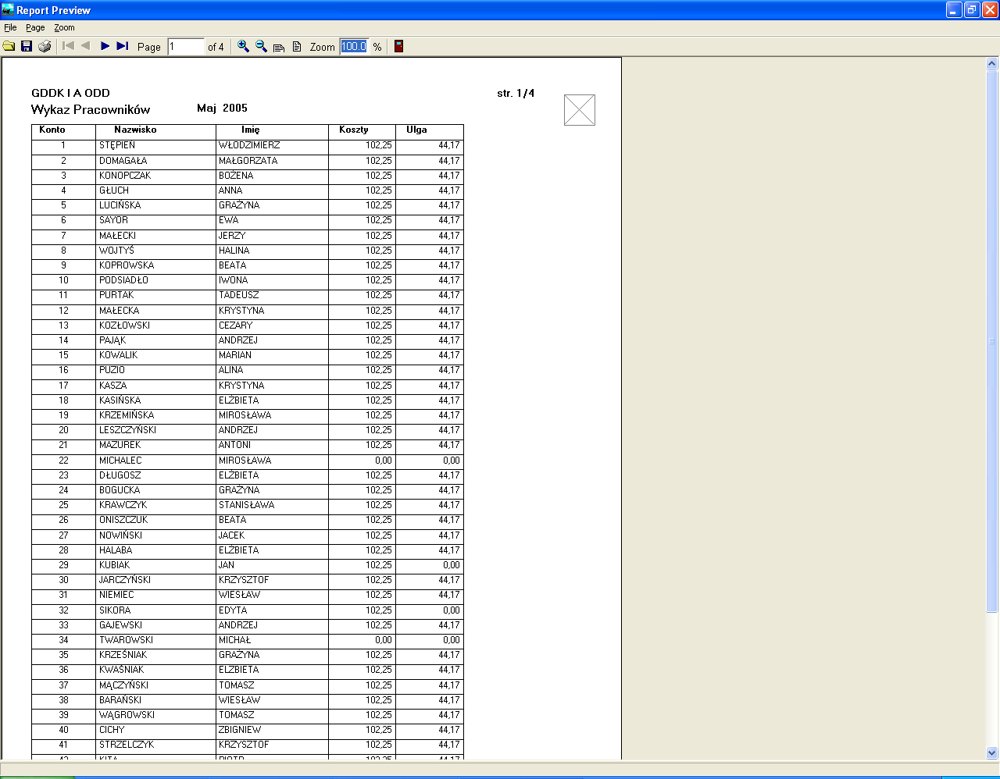 Report Preview
File Page Zoom
Page 1 of 4 Zoom 100.0 %
GDDK I A ODD str. 1/4
Wykaz Pracowników Maj 2005
Konto Nazwisko Imię Koszty Ulga
1 STĘPIEŃ WŁODZIMIERZ 102,25 44,17
2 DOMAGAŁA MAŁGORZATA 102,25 44,17
3 KONOPCZAK BOŻENA 102,25 44,17
4 GŁUCH ANNA 102,25 44,17
5 LUCIŃSKA GRAŻYNA 102,25 44,17
6 SAYOR EWA 102,25 44,17
7 MAŁECKI JERZY 102,25 44,17
8 WOJTYŚ HALINA 102,25 44,17
9 KOPROWSKA BEATA 102,25 44,17
10 PODSIADŁO IWONA 102,25 44,17
11 PURTAK TADEUSZ 102,25 44,17
12 MAŁECKA KRYSTYNA 102,25 44,17
13 KOZŁOWSKI CEZARY 102,25 44,17
14 PAJĄK ANDRZEJ 102,25 44,17
15 KOWALIK MARIAN 102,25 44,17
16 PUZIO ALINA 102,25 44,17
17 KASZA KRYSTYNA 102,25 44,17
18 KASIŃSKA ELŻBIETA 102,25 44,17
19 KRZEMIŃSKA MIROSŁAWA 102,25 44,17
20 LESZCZYŃSKI ANDRZEJ 102,25 44,17
21 MAZUREK ANTONI 102,25 44,17
22 MICHALEC MIROSŁAWA 0,00 0,00
23 DŁUGOSZ ELŻBIETA 102,25 44,17
24 BOGUCKA GRAŻYNA 102,25 44,17
25 KRAWCZYK STANISŁAWA 102,25 44,17
26 ONISZCZUK BEATA 102,25 44,17
27 NOWIŃSKI JACEK 102,25 44,17
28 HALABA ELŻBIETA 102,25 44,17
29 KUBIAK JAN 102,25 0,00
30 JARCZYŃSKI KRZYSZTOF 102,25 44,17
31 NIEMIEC WIESŁAW 102,25 44,17
32 SIKORA EDYTA 102,25 0,00
33 GAJEWSKI ANDRZEJ 102,25 44,17
34 TWAROWSKI MICHAŁ 0,00 0,00
35 KRZEŚNIAK GRAŻYNA 102,25 44,17
36 KWAŚNIAK ELŻBIETA 102,25 44,17
37 MĄCZYŃSKI TOMASZ 102,25 44,17
38 BARAŃSKI WIESŁAW 102,25 44,17
39 WĄGROWSKI TOMASZ 102,25 44,17
40 CICHY ZBIGNIEW 102,25 44,17
41 STRZELCZYK KRZYSZTOF 102,25 44,17
42 KITA PIOTR 102,25 44,17